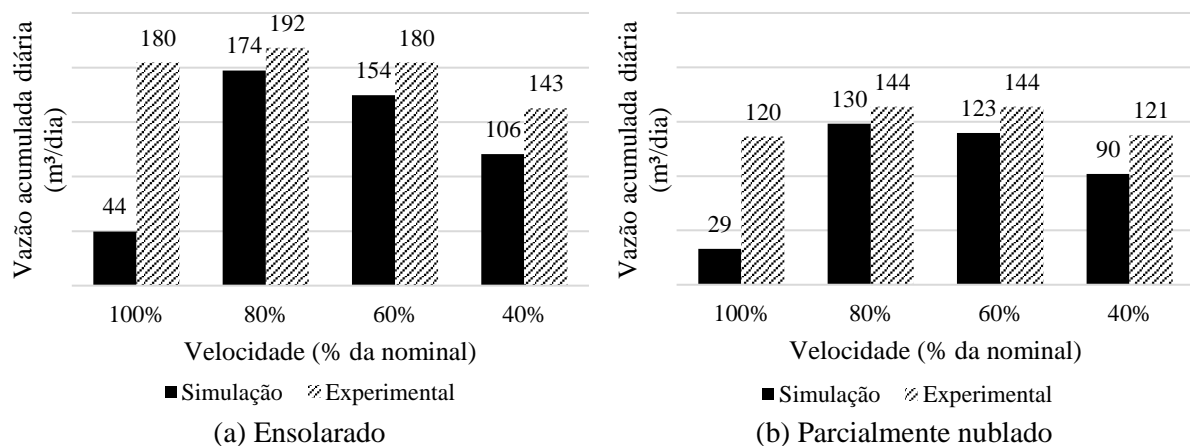 Vazão acumulada diária
(m³/dia)
180
192
174
180
154
143
106
44
100%
80%
60%
40%
Velocidade (% da nominal)
Simulação
Experimental
(a) Ensolarado
Vazão acumulada diária
(m³/dia)
144
144
130
120
123
121
90
29
100%
80%
60%
40%
Velocidade (% da nominal)
Simulação
Experimental
(b) Parcialmente nublado